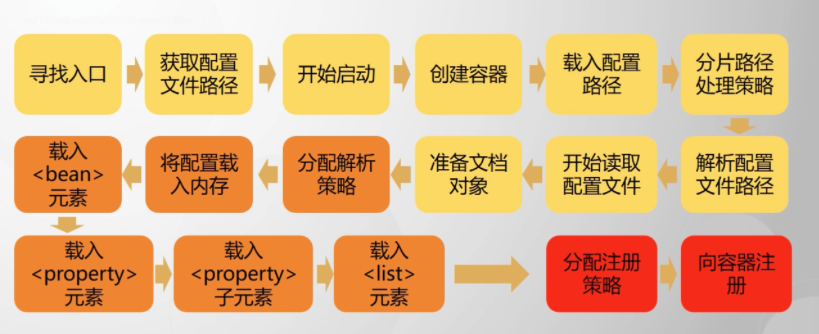 寻找入口
获取配置
文件路径
开始启动
创建容器
载入配置
路径
分片路径
处理策略
解析配置
文件路径
开始读取
配置文件
准备文档
对象
分配解析
策略
将配置载
入内存
载入
<bean>
元素
载入
<property>
元素
载入
<property>
子元素
载入
<list>
元素
分配注册
策略
向容器注
册